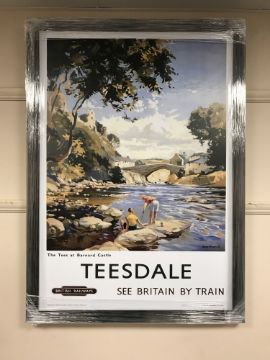 The Tees at Barnard Castle
TEESDALE
BRITISH RAILWAYS
SEE BRITAIN BY TRAIN